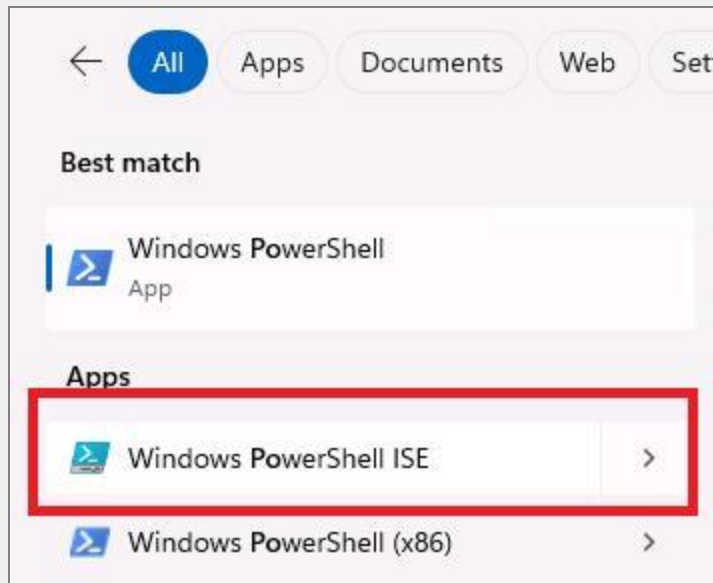 All Apps Documents Web Set
Best match
Windows PowerShell
App
Apps
Windows PowerShell ISE
Windows PowerShell (x86)